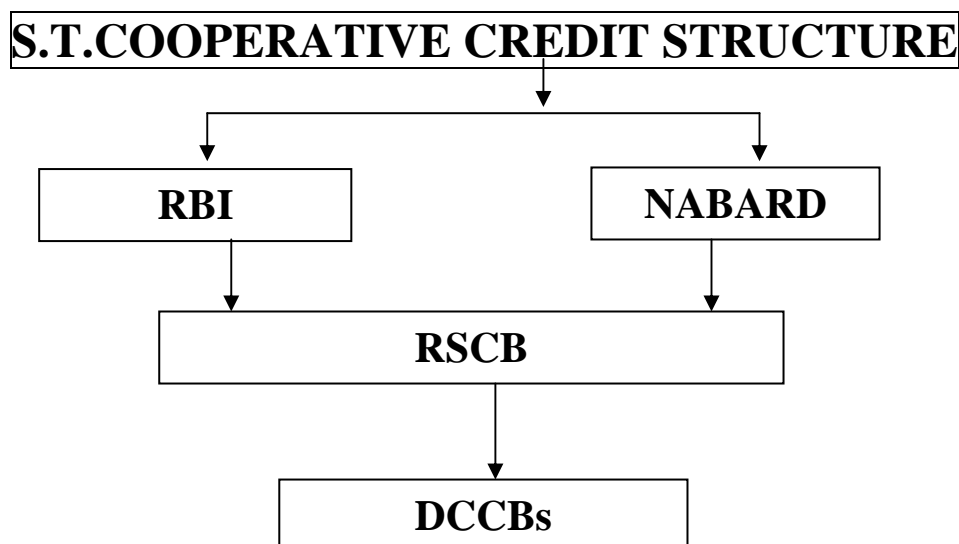 S.T.COOPERATIVE CREDIT STRUCTURE
RBI
NABARD
RSCB
DCCBs